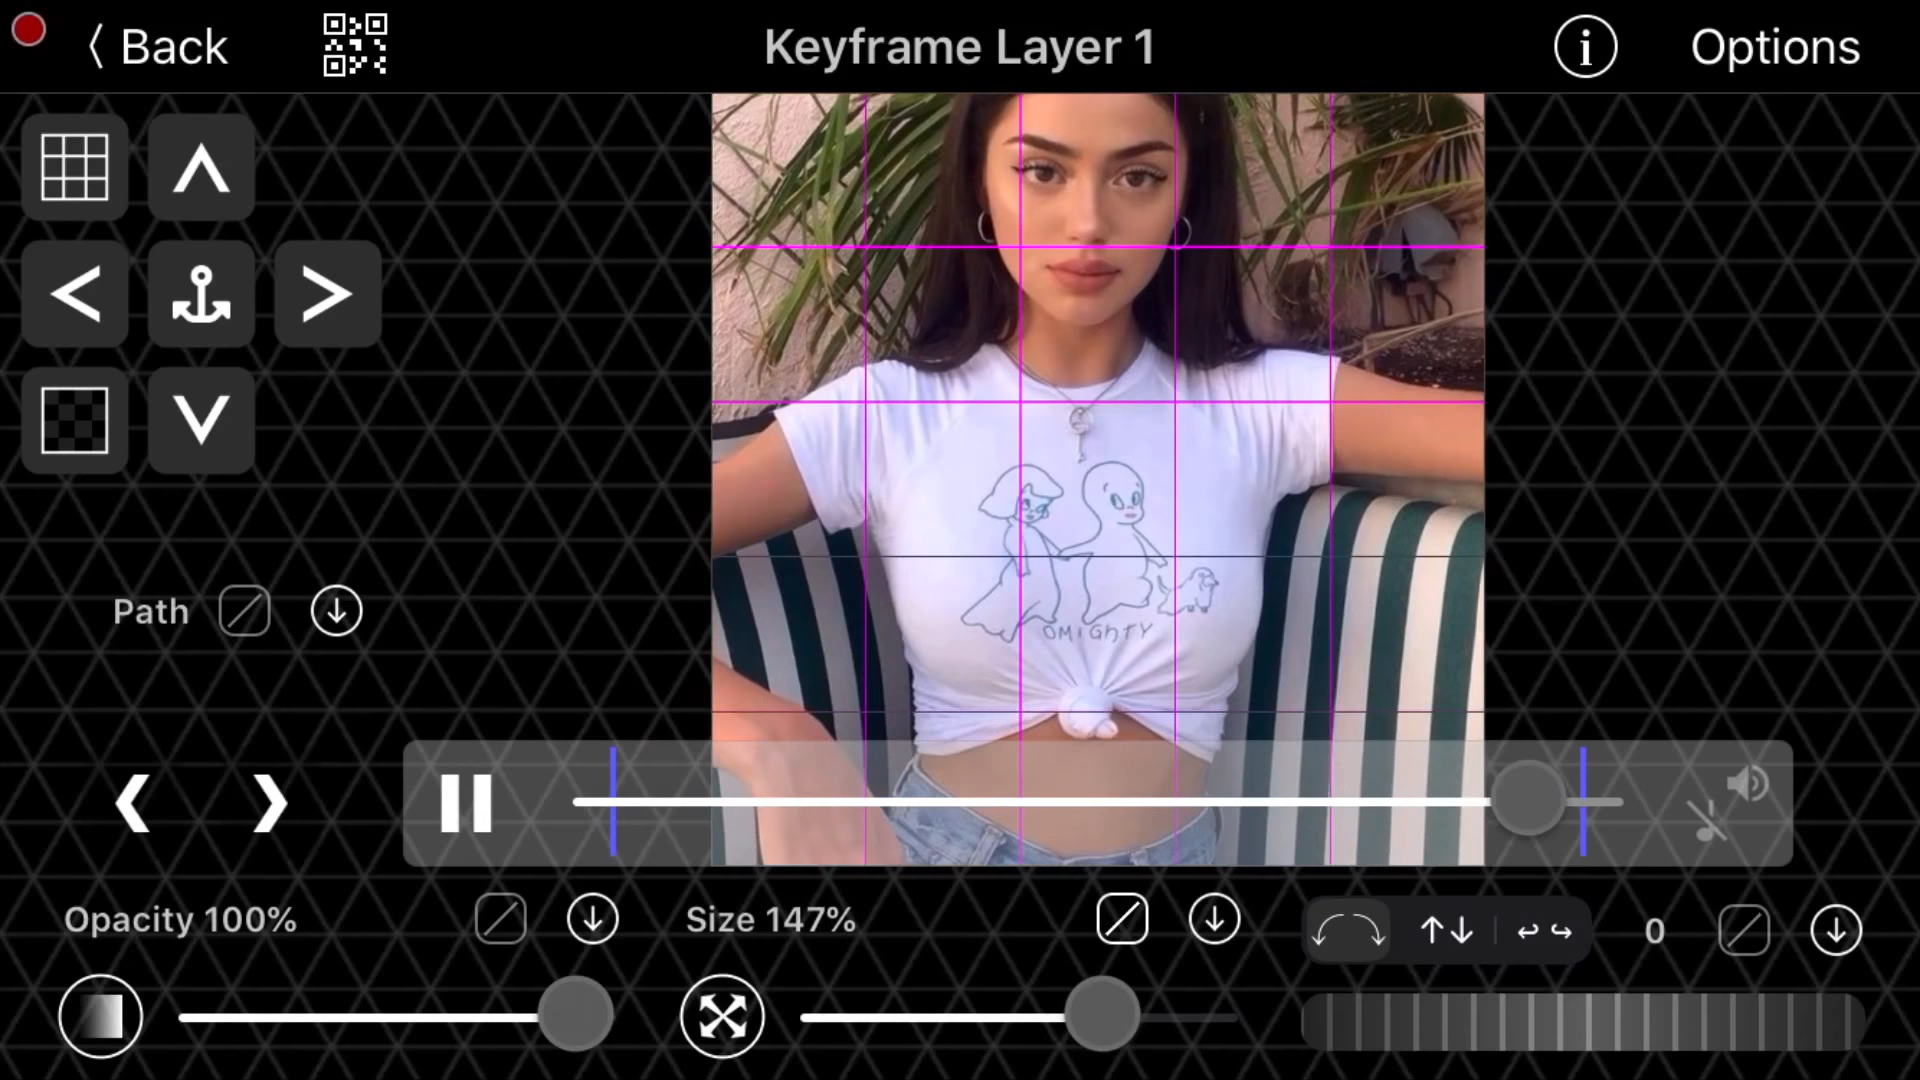 Back
Keyframe Layer 1
Options
OMIGhTY
Path
Opacity 100%
Size 147%
0